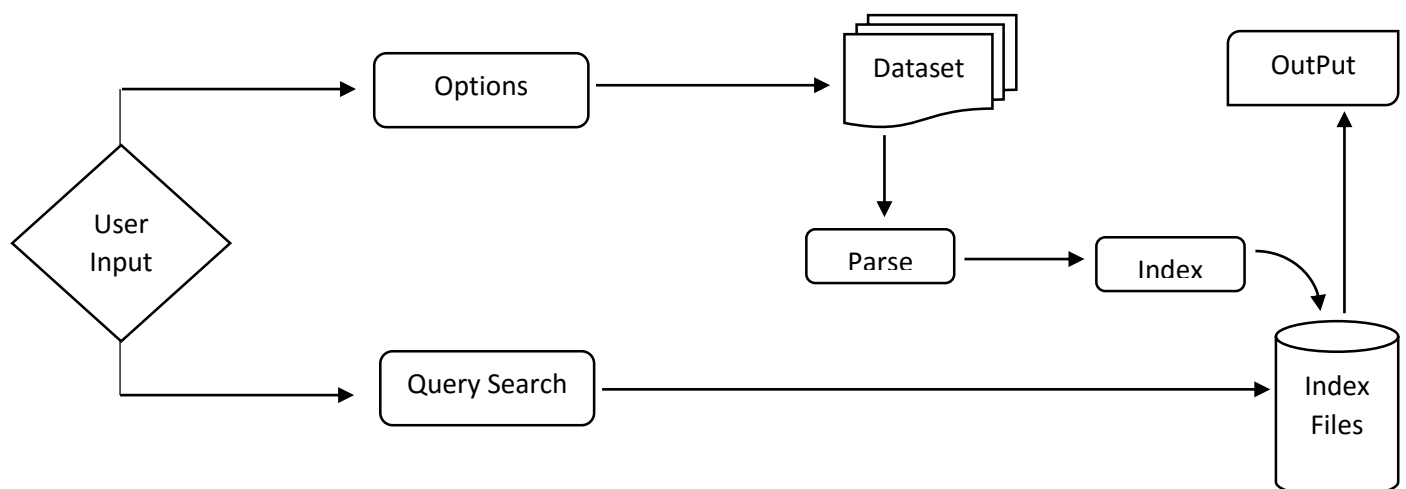 Options
Dataset
OutPut
User
Input
Parse
Index
Query Search
Index
Files